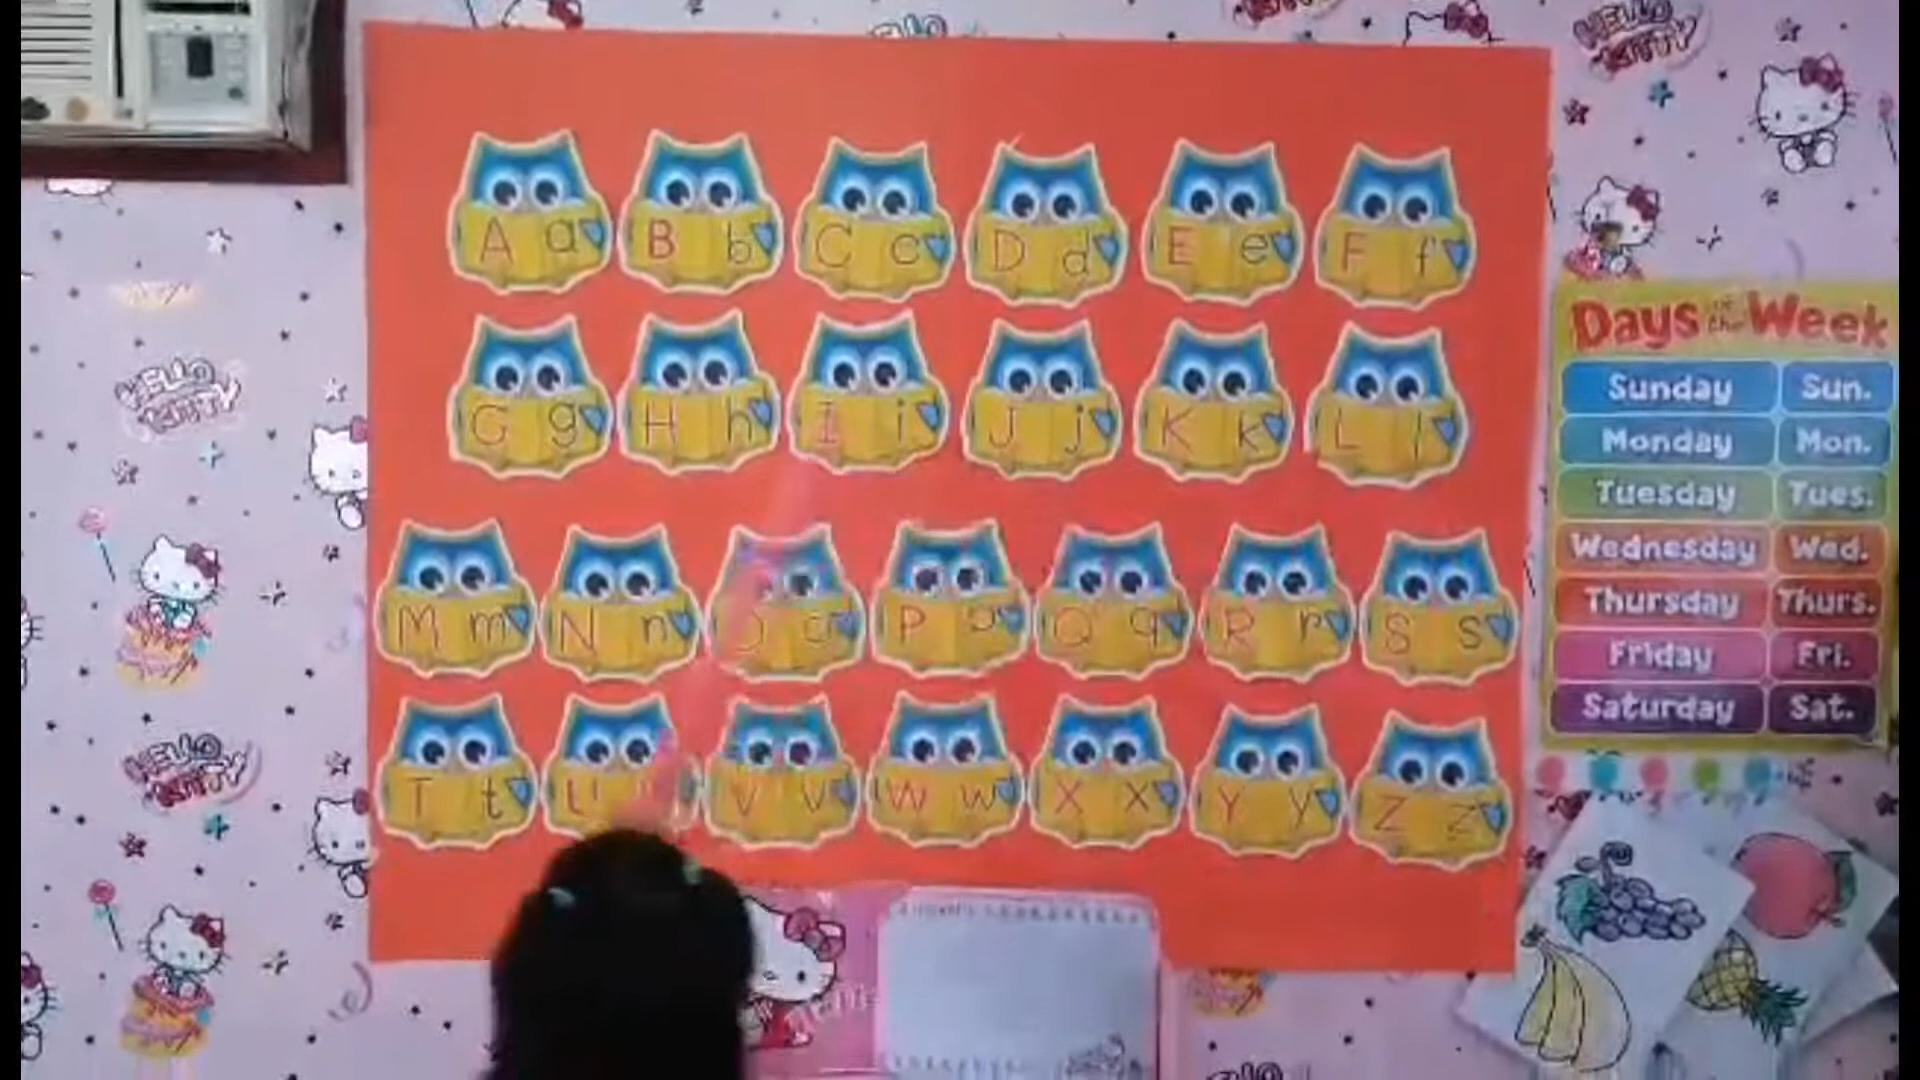 A a B b C c D d E e F f
G g H h I i J j K k L l
M m N n c P Q q R r S s
T t V v W w X x Y y Z z
Days of the Week
Sunday Sun.
Monday Mon.
Tuesday Tues.
Wednesday Wed.
Thursday Thurs.
Friday Fri.
Saturday Sat.
HELLO KITTY
HELLO KITTY
HELLO KITTY